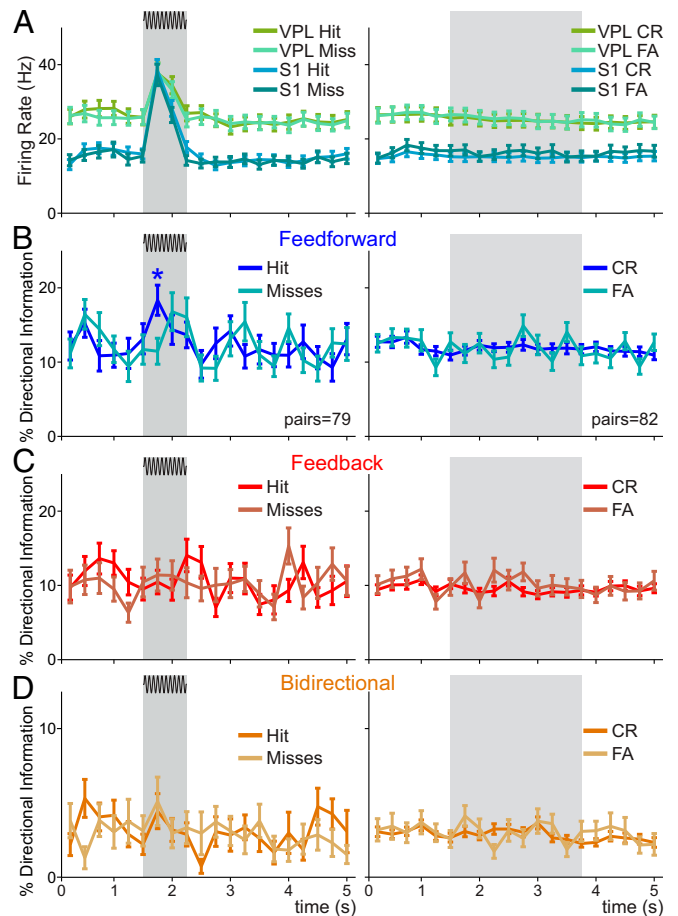 A
Firing Rate (Hz)
40
20
0
VPL Hit
VPL Miss
S1 Hit
S1 Miss
VPL CR
VPL FA
S1 CR
S1 FA
B
Feedforward
% Directional Information
20
10
0
*
Hit
Misses
pairs=79
CR
FA
pairs=82
C
Feedback
% Directional Information
20
10
0
Hit
Misses
CR
FA
D
Bidirectional
% Directional Information
10
0
Hit
Misses
CR
FA
0 1 2 3 4 5
time (s)
0 1 2 3 4 5
time (s)